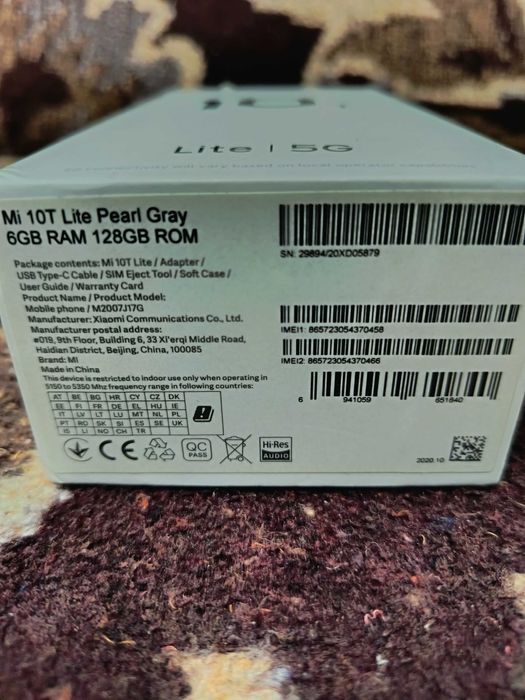 Lite | 5G
Mi 10T Lite Pearl Gray
6GB RAM 128GB ROM
Package contents: Mi 10T Lite / Adapter /
USB Type-C Cable / SIM Eject Tool / Soft Case /
User Guide / Warranty Card
Product Name / Product Model:
Mobile phone / M2007J17G
Manufacturer: Xiaomi Communications Co., Ltd.
Manufacturer postal address:
#019, 9th Floor, Building 6, 33 Xi'erqi Middle Road,
Haidian District, Beijing, China, 100085
Brand: MI
Made in China
This device is restricted to indoor use only when operating in
5150 to 5350 Mhz frequency range in following countries:
AT BE BG HR CY CZ DK
EE FI FR DE EL HU IE
IT LV LT LU MT NL PL
PT RO SK SI ES SE UK
IS LI NO CH TR
CE
QC
PASS
Hi-Res
AUDIO
SN: 29894/20XD05879
IMEI1: 865723054370458
IMEI2: 865723054370466
6 941059 651840
2020.10